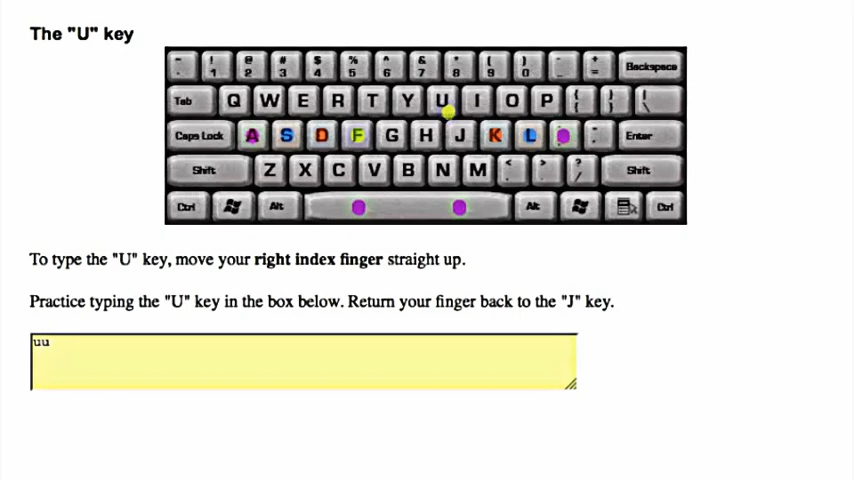 The "U" key
~ ! @ # $ % ^ & * ( ) _ + Backspace
1 2 3 4 5 6 7 8 9 0 - =
Tab Q W E R T Y U I O P { } |
[ ] \
Caps Lock A S D F G H J K L Enter
Shift Z X C V B N M < > ? Shift
, . /
Ctrl Alt Alt Ctrl
To type the "U" key, move your right index finger straight up.
Practice typing the "U" key in the box below. Return your finger back to the "J" key.
uu